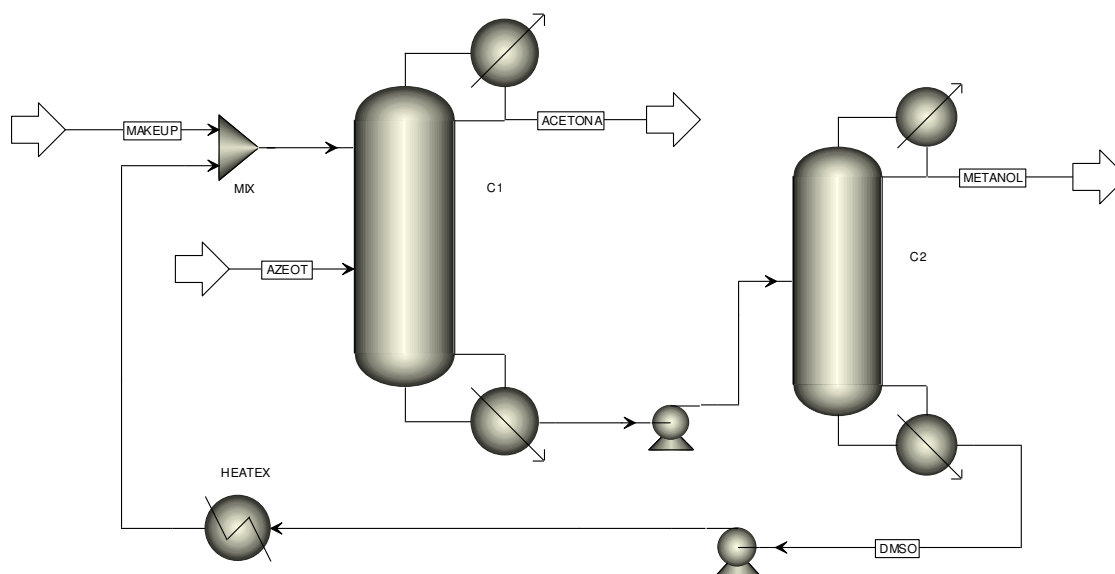 MAKEUP
MIX
ACETONA
C1
METANOL
AZEOT
C2
HEATEX
DMSO